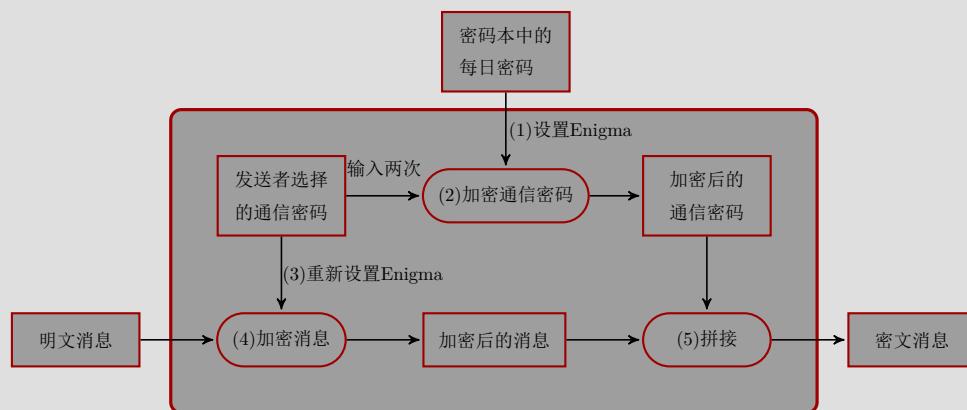 密码本中的
每日密码
(1)设置Enigma
输入两次
发送者选择
的通信密码
(2)加密通信密码
加密后的
通信密码
(3)重新设置Enigma
明文消息
(4)加密消息
加密后的消息
(5)拼接
密文消息